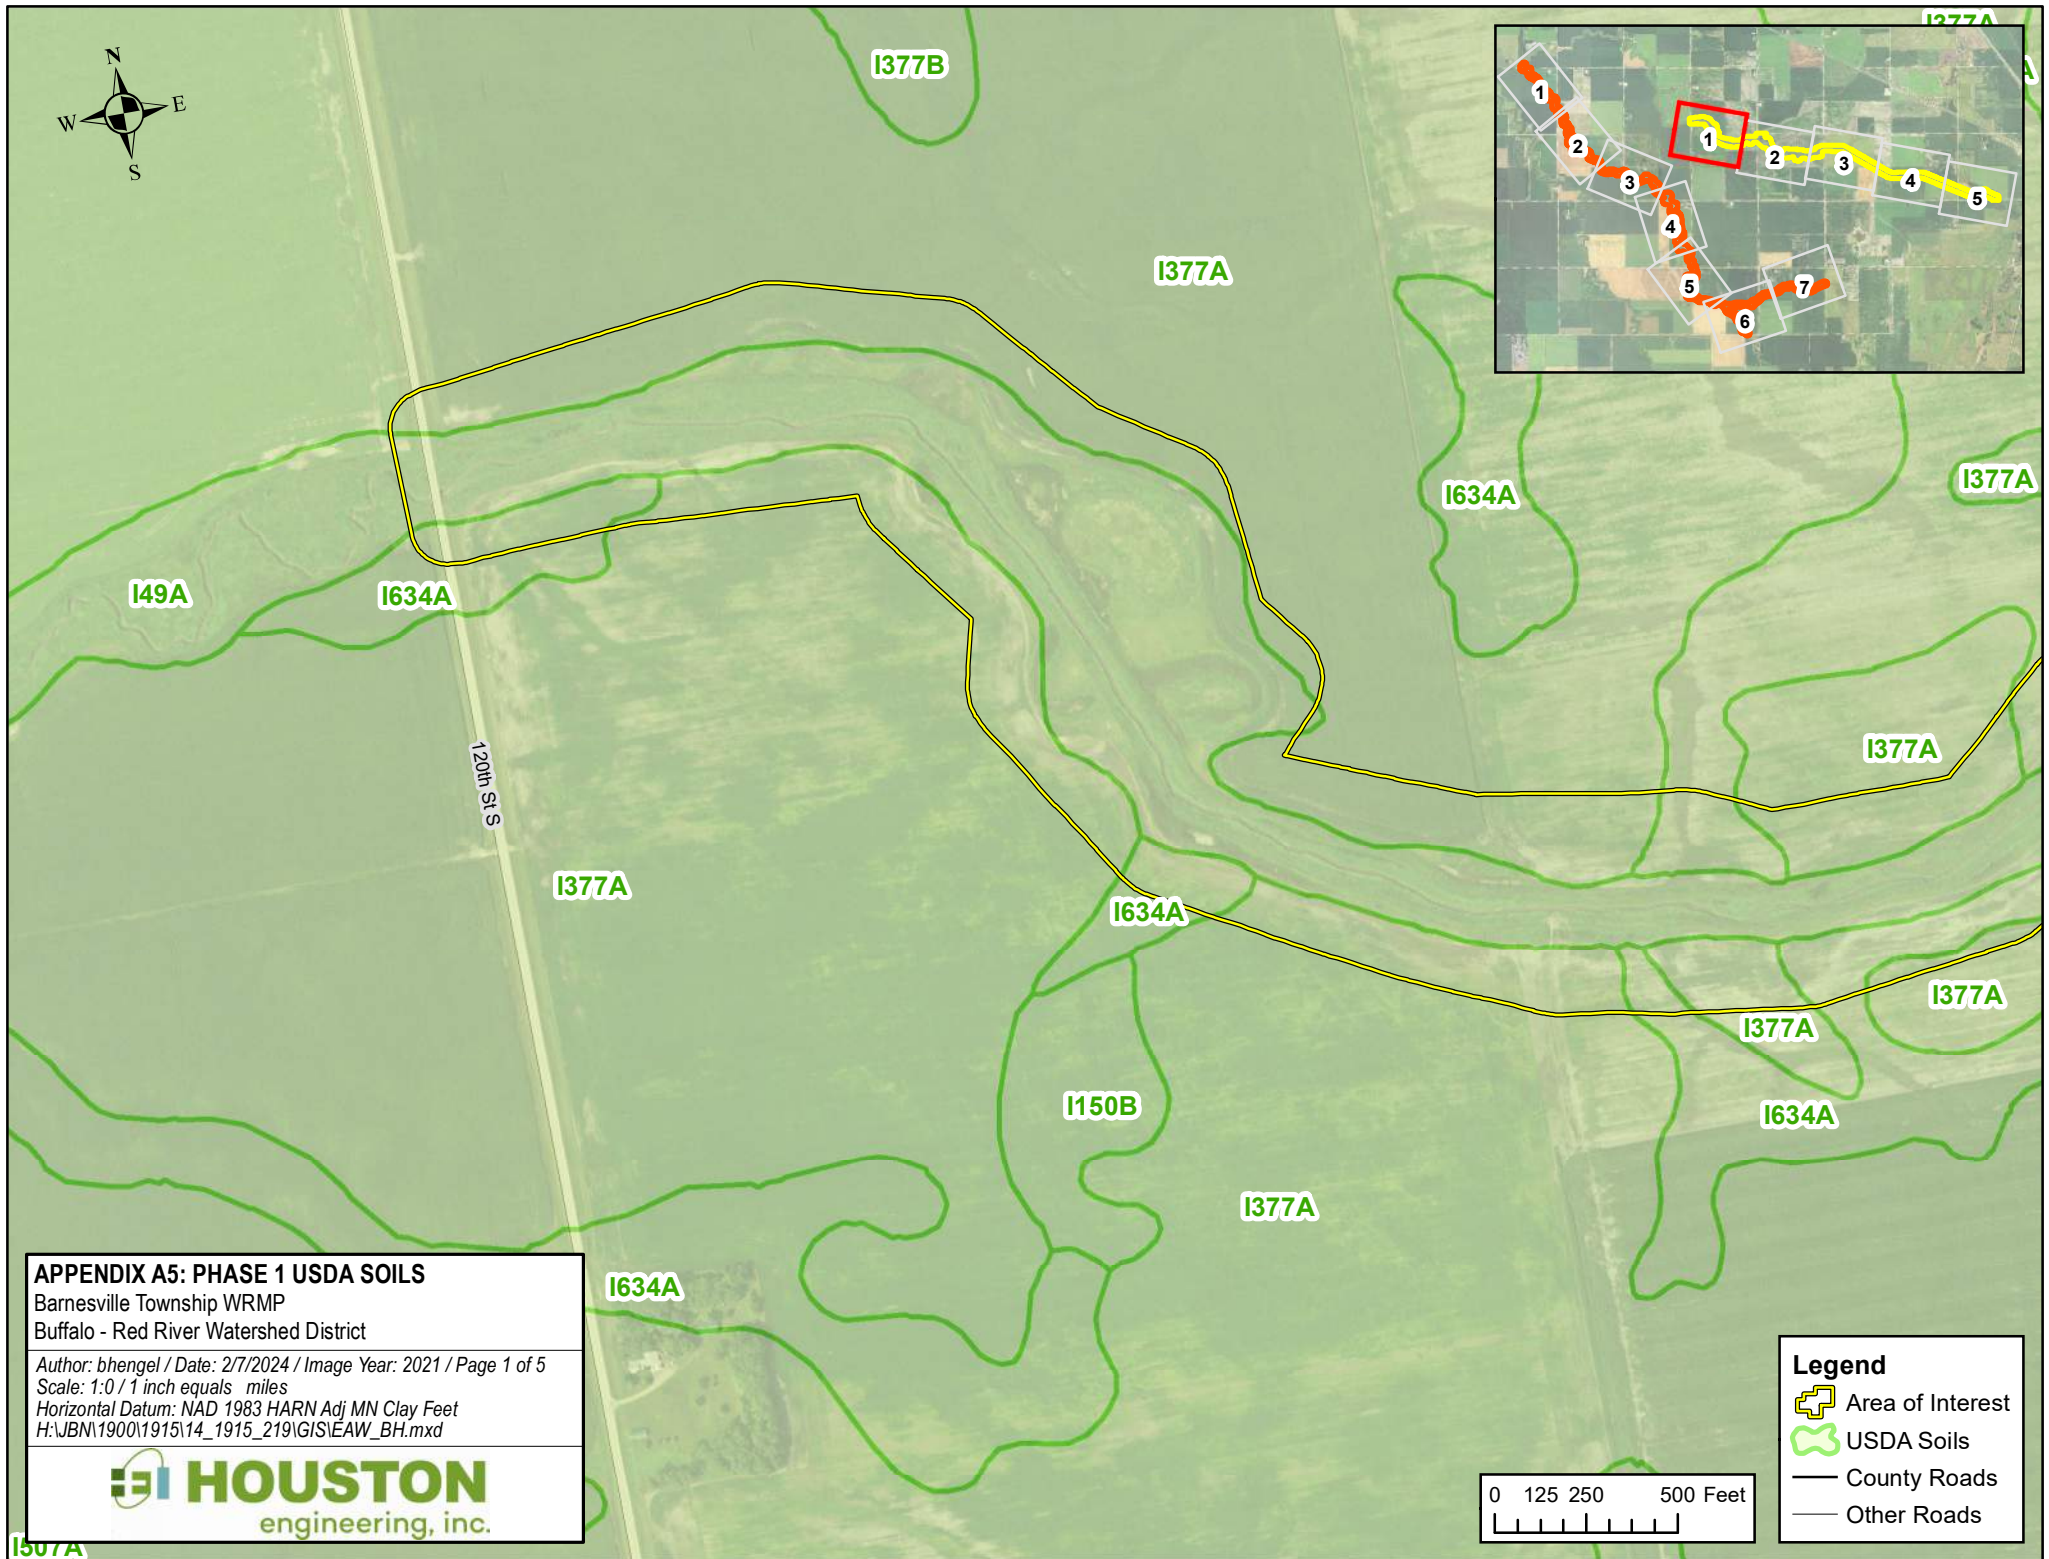 I377A
I377B
N
W
E
S
1
2
3
4
5
6
7
1
2
3
4
5
I377A
I634A
I377A
I49A
I634A
I377A
120th St S
I377A
I634A
I377A
I377A
I150B
I634A
I377A
I634A
I507A
APPENDIX A5: PHASE 1 USDA SOILS
Barnesville Township WRMP
Buffalo - Red River Watershed District
Author: bhengel / Date: 2/7/2024 / Image Year: 2021 / Page 1 of 5
Scale: 1:0 / 1 inch equals miles
Horizontal Datum: NAD 1983 HARN Adj MN Clay Feet
H:\JBN\1900\1915\14_1915_219\GIS\EAW_BH.mxd
HOUSTON
engineering, inc.
0 125 250 500 Feet
Legend
Area of Interest
USDA Soils
County Roads
Other Roads